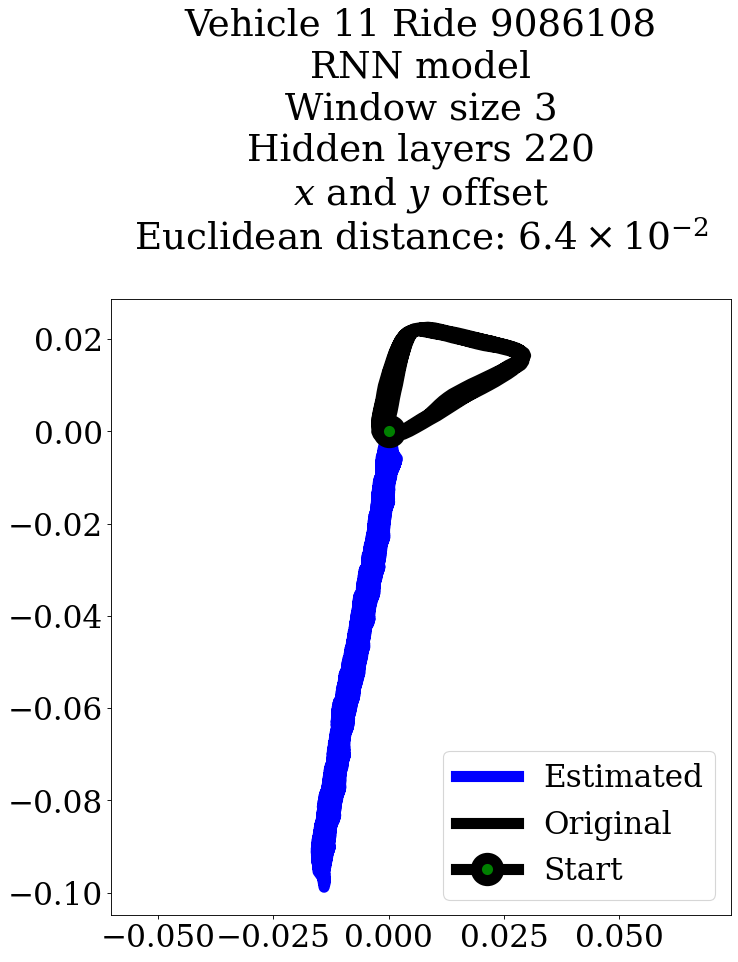 Vehicle 11 Ride 9086108
RNN model
Window size 3
Hidden layers 220
x and y offset
Euclidean distance: 6.4 × 10⁻²
0.02
0.00
−0.02
−0.04
−0.06
−0.08
−0.10
Estimated
Original
Start
−0.050 −0.025 0.000 0.025 0.050